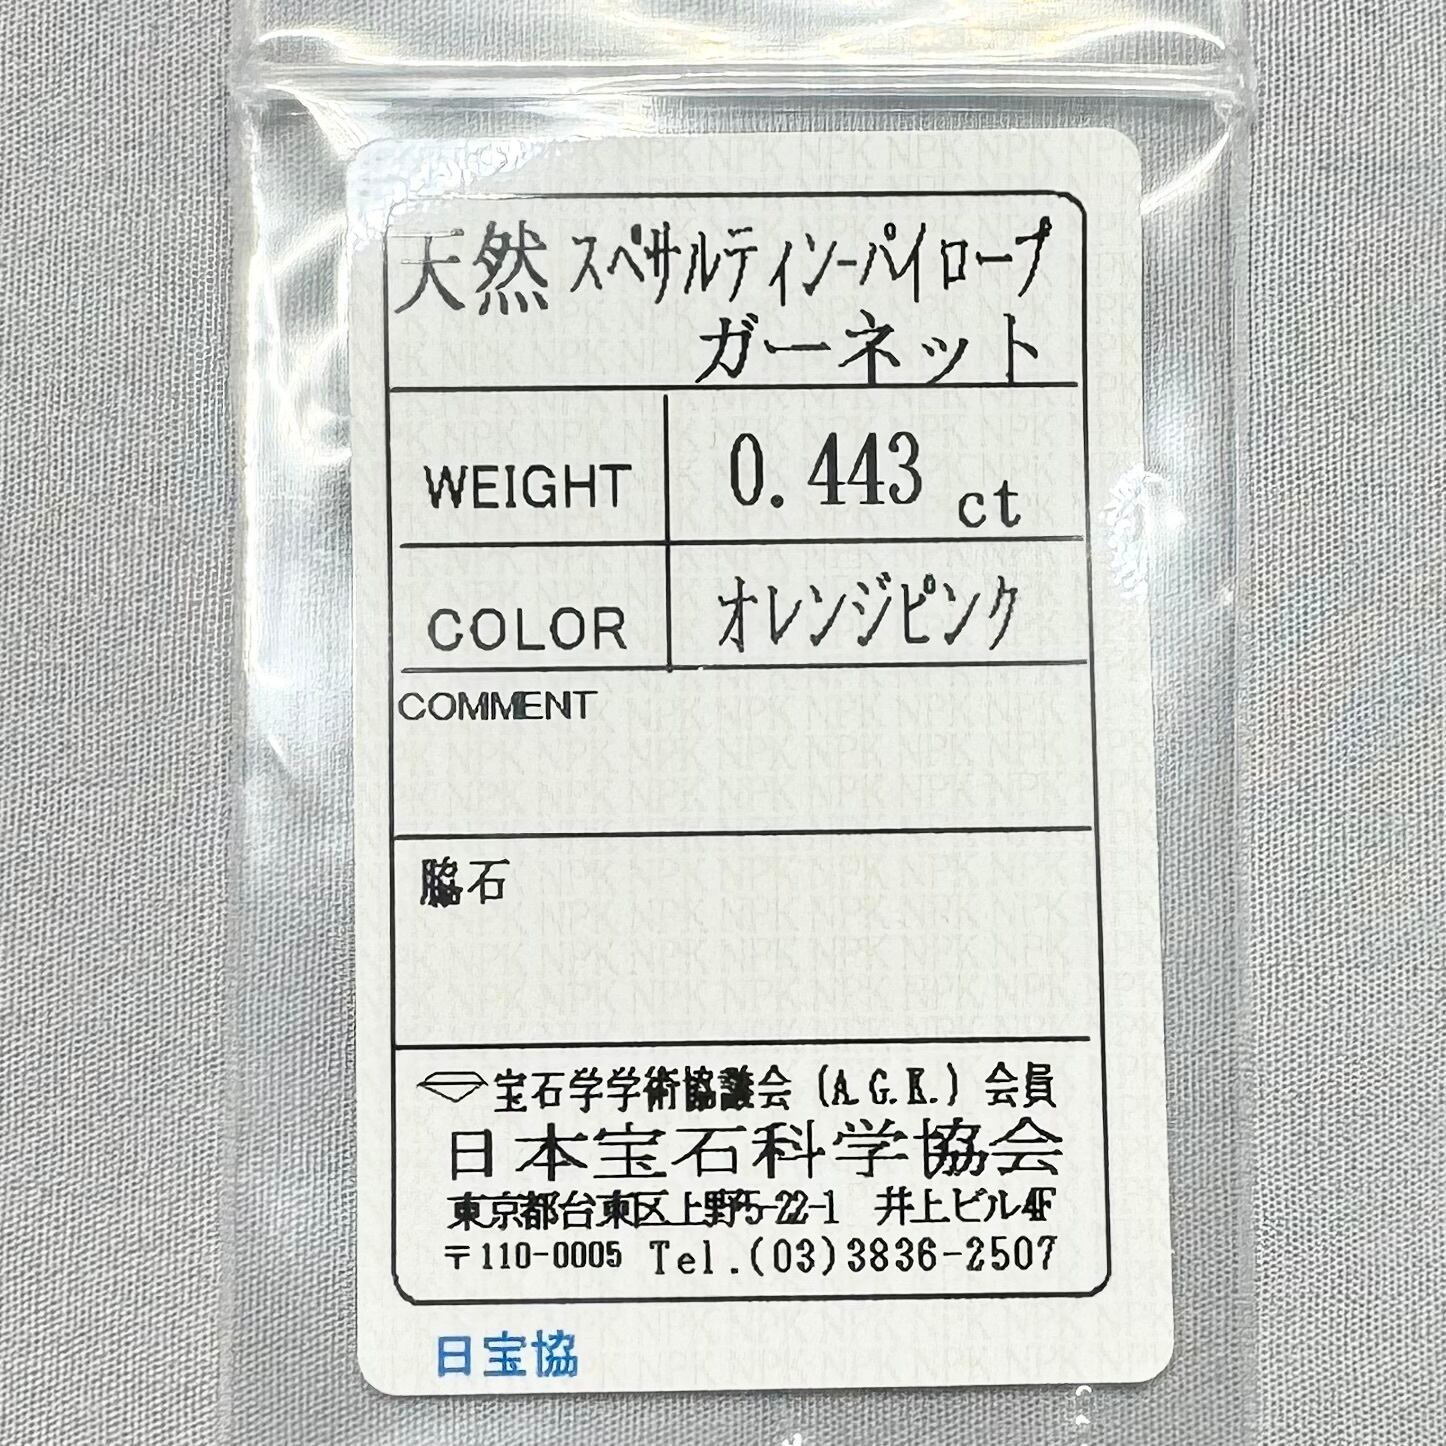 天然 スペサルティン-パイロープ
ガーネット
WEIGHT 0.443 ct
COLOR オレンジピンク
COMMENT
脇石
宝石学学術協議会 (A.G.K.) 会員
日本宝石科学協会
東京都台東区上野5-22-1 井上ビル4F
〒110-0005 Tel.(03)3836-2507
日宝協